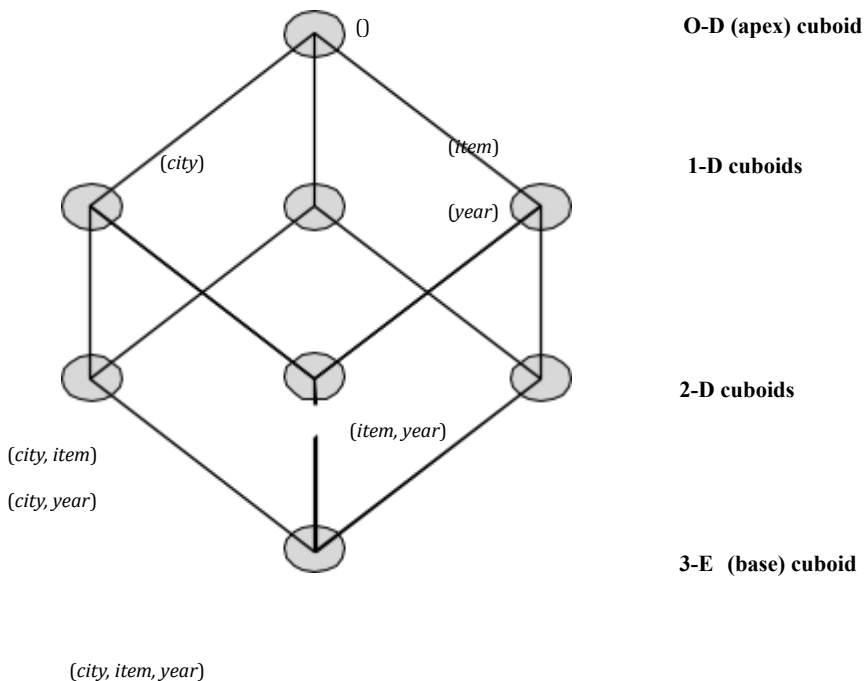 () O-D (apex) cuboid
(city) (item) 1-D cuboids
(year)
2-D cuboids
(item, year)
(city, item)
(city, year)
3-E (base) cuboid
(city, item, year)